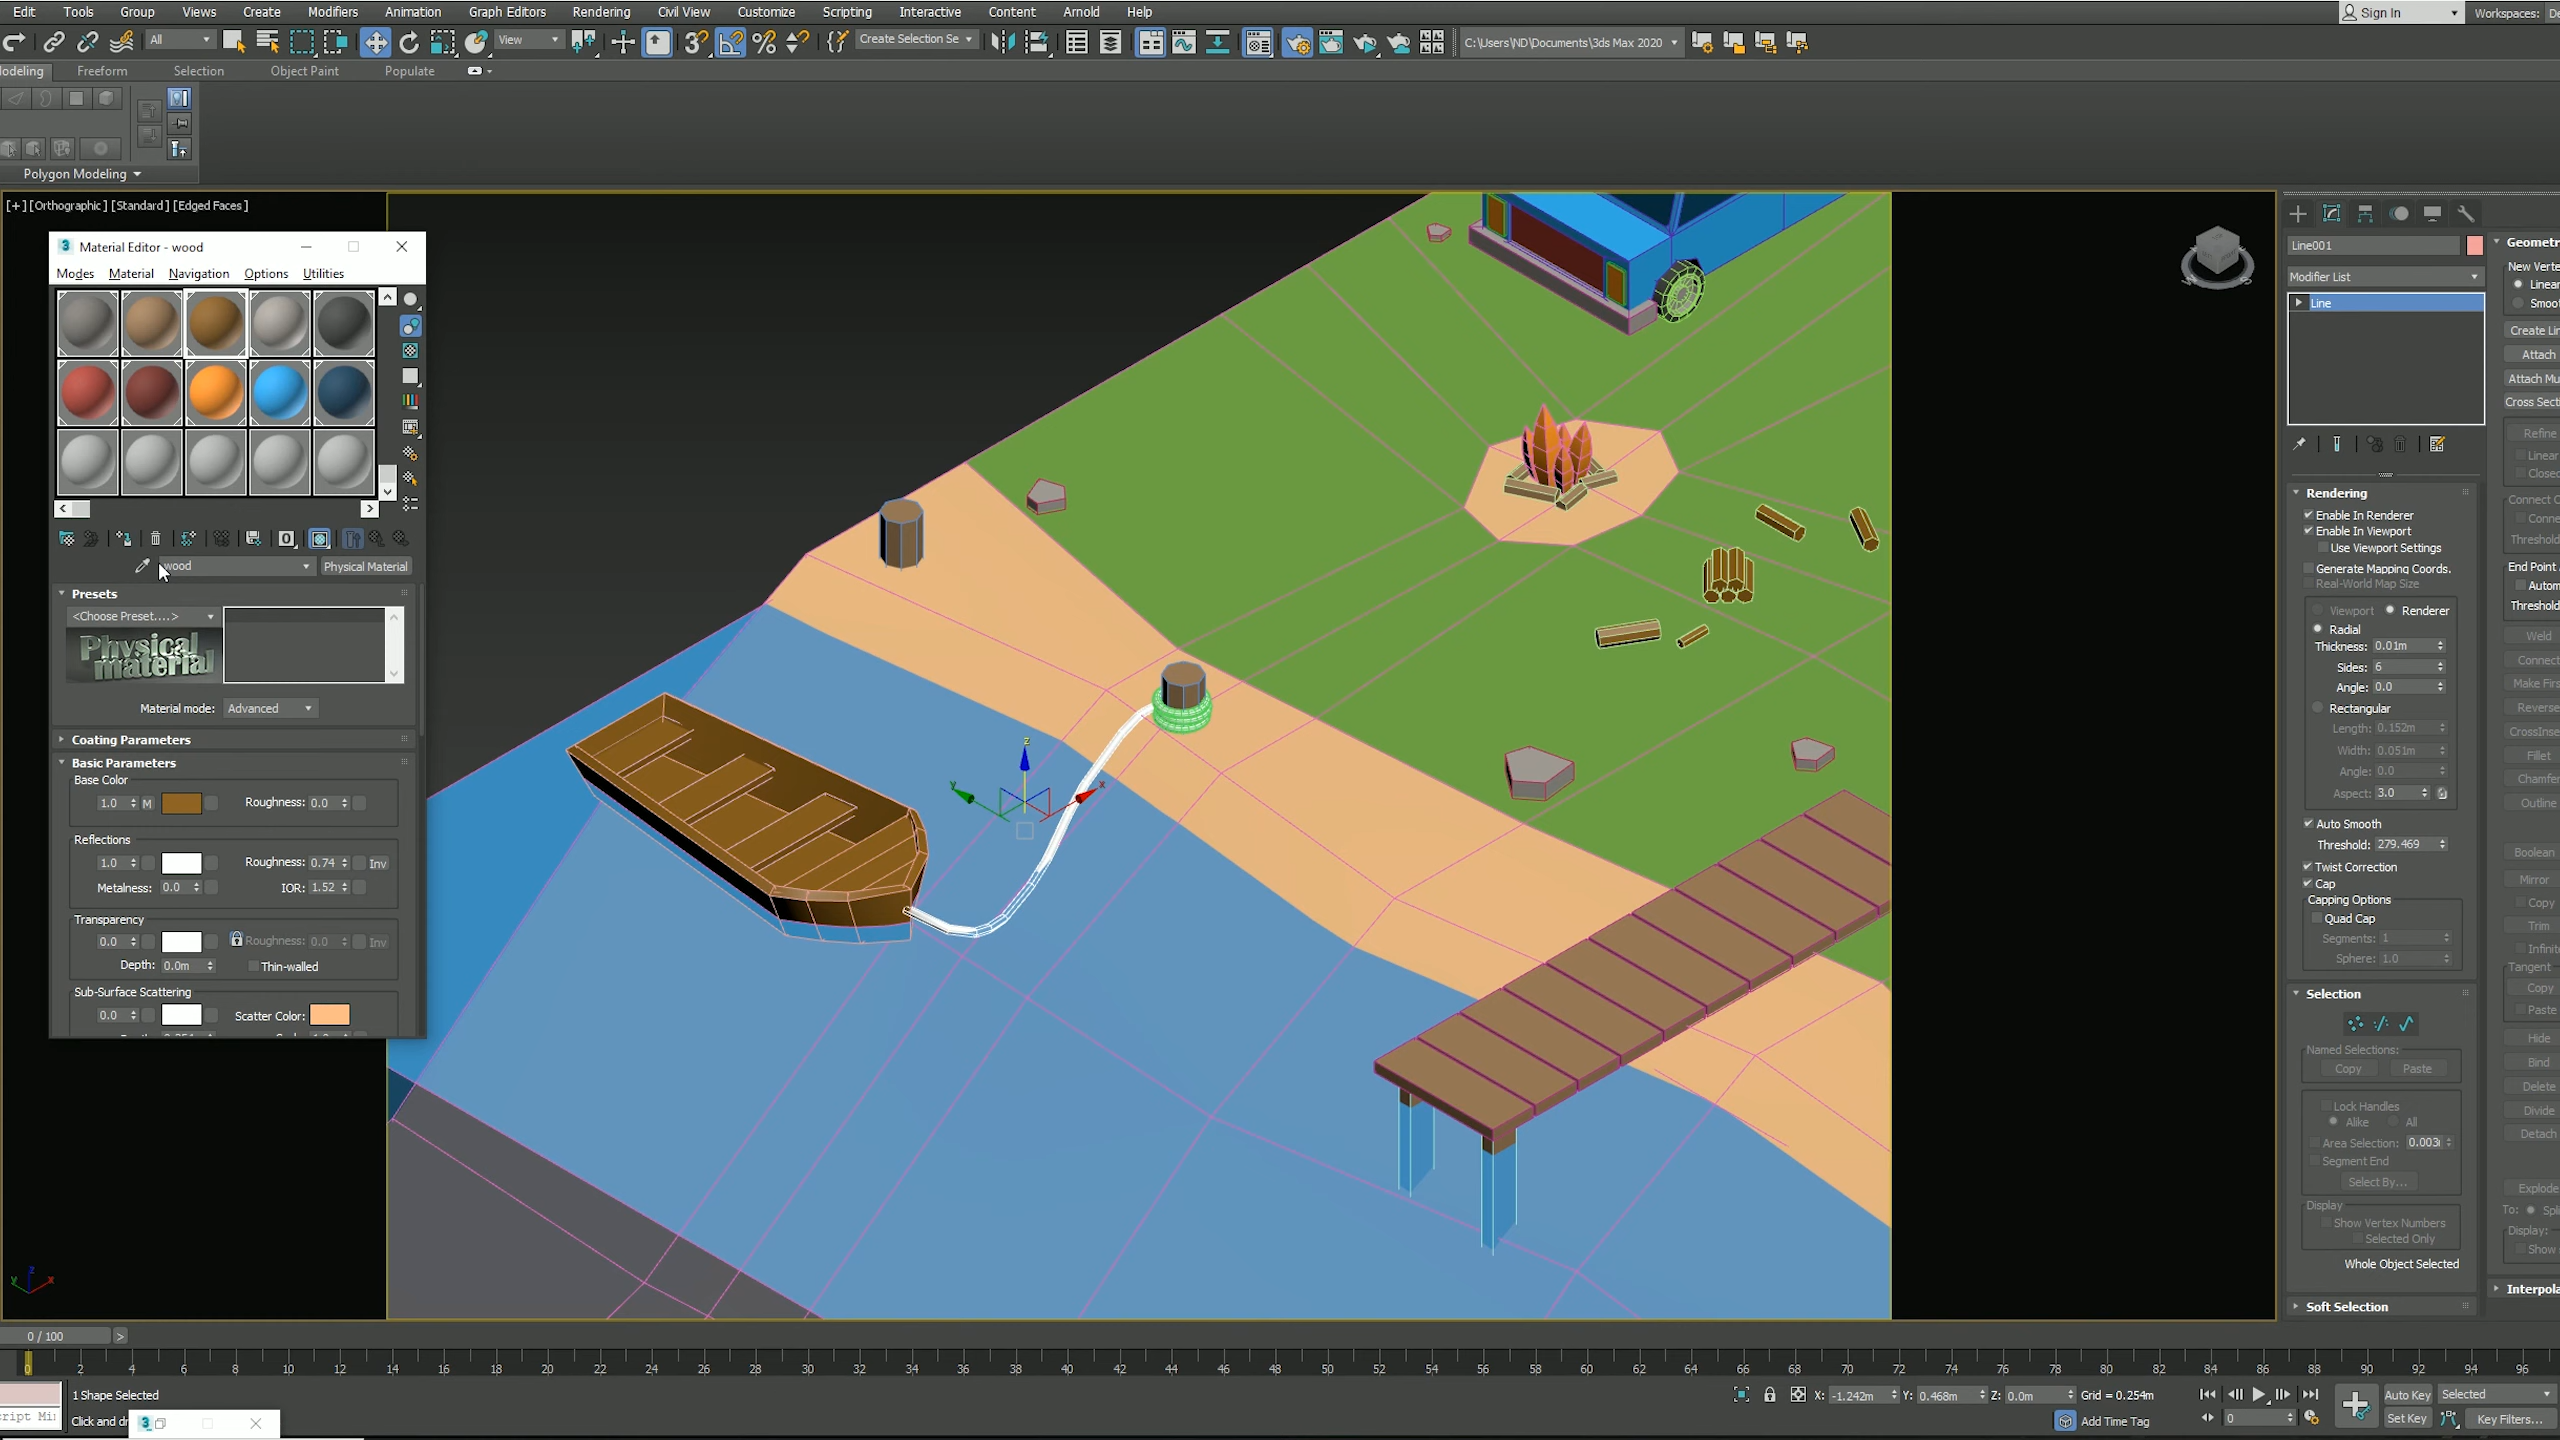 Edit Tools Group Views Create Modifiers Animation Graph Editors Rendering Civil View Customize Scripting Interactive Content Arnold Help Sign In Workspaces: De
All View Create Selection Se C:\Users\ND\Documents\3ds Max 2020
odeling Freeform Selection Object Paint Populate
Polygon Modeling
[+] [Orthographic] [Standard] [Edged Faces]
Material Editor - wood
Modes Material Navigation Options Utilities
wood Physical Material
Presets
<Choose Preset....>
Physical material
Material mode: Advanced
Coating Parameters
Basic Parameters
Base Color
1.0 M Roughness: 0.0
Reflections
1.0 Roughness: 0.74 Inv
Metalness: 0.0 IOR: 1.52
Transparency
0.0 Roughness: 0.0 Inv
Depth: 0.0m Thin-walled
Sub-Surface Scattering
0.0 Scatter Color:
z
y
x
Line001
Modifier List
Line
Rendering
Enable In Renderer
Enable In Viewport
Use Viewport Settings
Generate Mapping Coords.
Real-World Map Size
Viewport Renderer
Radial
Thickness: 0.01m
Sides: 6
Angle: 0.0
Rectangular
Length: 0.152m
Width: 0.051m
Angle: 0.0
Aspect: 3.0
Auto Smooth
Threshold: 279.469
Twist Correction
Cap
Capping Options
Quad Cap
Segments: 1
Sphere: 1.0
Selection
Named Selections:
Copy Paste
Lock Handles
Alike All
Area Selection: 0.003
Segment End
Select By...
Display
Show Vertex Numbers
Selected Only
Whole Object Selected
Soft Selection
Geometr
New Verte
Linear
Smoo
Create Lin
Attach
Attach Mu
Cross Secti
Refine
Linear
Closed
Connect C
Conne
Threshold
End Point
Autom
Threshold
Weld
Connect
Make Firs
Reverse
CrossInse
Fillet
Chamfe
Outline
Boolean
Mirror
Copy
Trim
Infinit
Tangent
Copy
Paste
Hide
Bind
Delete
Divide
Detach
Explode
To: Spli
Display:
Show
Interpola
0 / 100 >
0 2 4 6 8 10 12 14 16 18 20 22 24 26 28 30 32 34 36 38 40 42 44 46 48 50 52 54 56 58 60 62 64 66 68 70 72 74 76 78 80 82 84 86 88 90 92 94 96
1 Shape Selected X: -1.242m Y: 0.468m Z: 0.0m Grid = 0.254m Auto Key Selected
cript Mi Click and dr Add Time Tag 0 Set Key Key Filters...